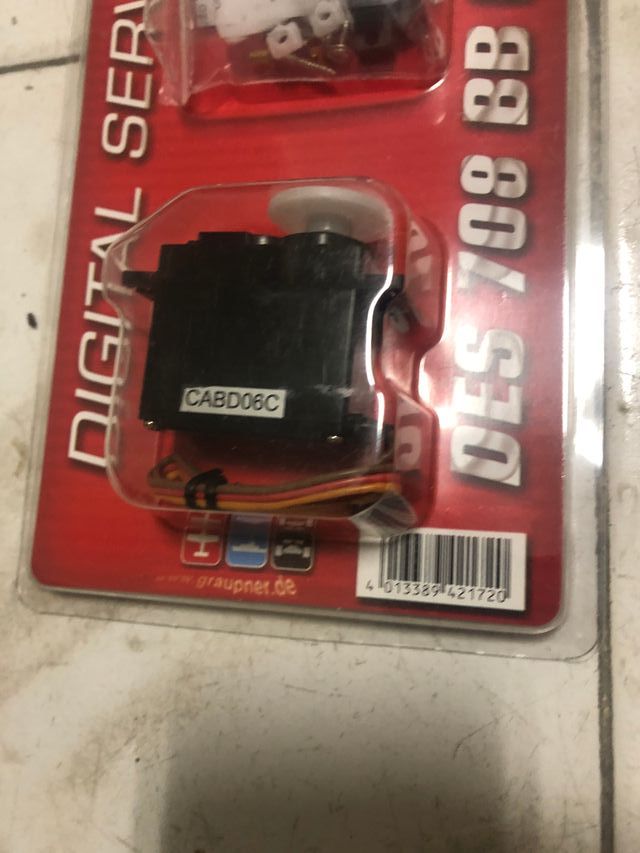 DIGITAL SERV
DES 708 BB
CABD06C
www.graupner.de
4 013389 421720